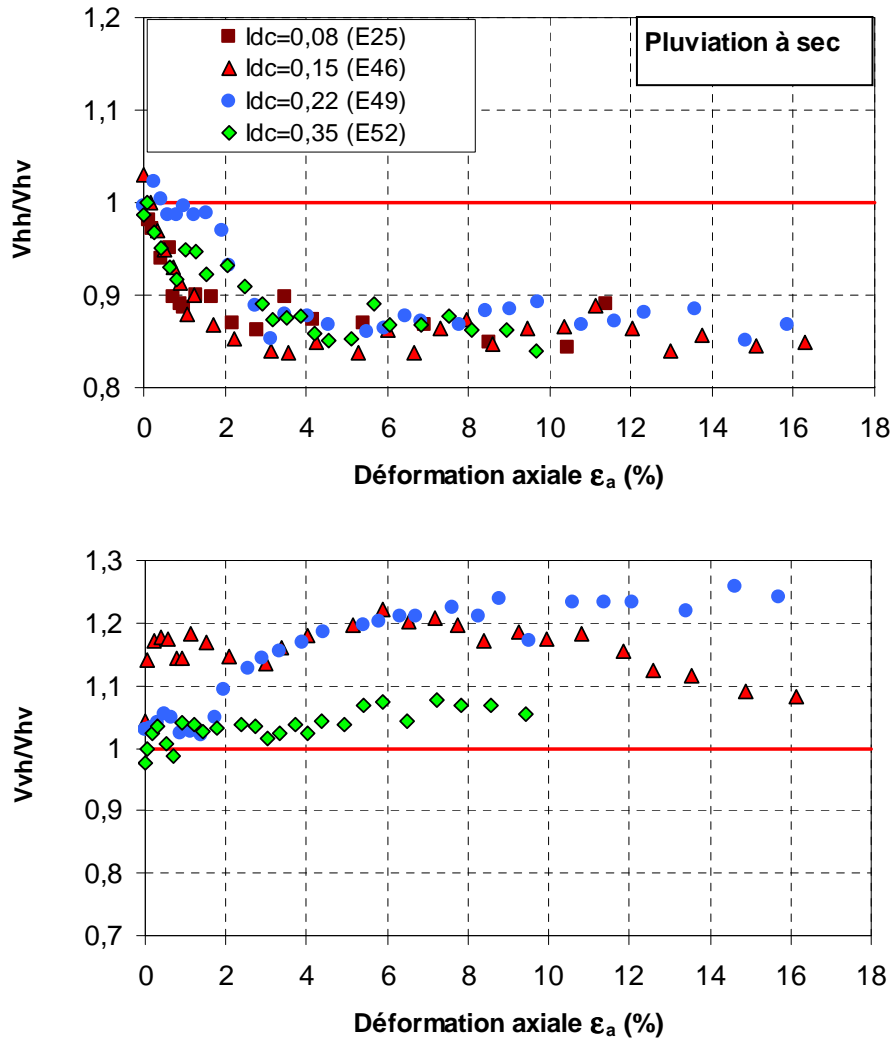 1,2
Idc=0,08 (E25)
Idc=0,15 (E46)
Idc=0,22 (E49)
Idc=0,35 (E52)
Pluviation à sec
1,1
1
0,9
0,8
Vhh/Vhv
0 2 4 6 8 10 12 14 16 18
Déformation axiale εa (%)
1,3
1,2
1,1
1
0,9
0,8
0,7
Vvh/Vhv
0 2 4 6 8 10 12 14 16 18
Déformation axiale εa (%)